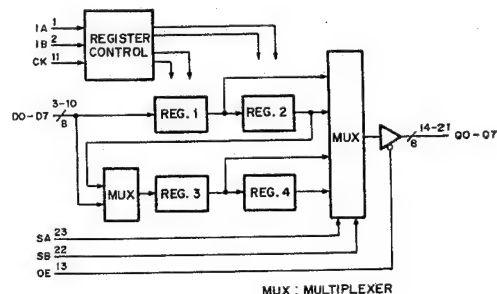 IA 1
IB 2
CK 11
REGISTER
CONTROL
D0-D7 3-10
8
REG. 1
REG. 2
MUX
REG. 3
REG. 4
MUX
14-21
8
Q0-Q7
SA 23
SB 22
OE 13
MUX : MULTIPLEXER